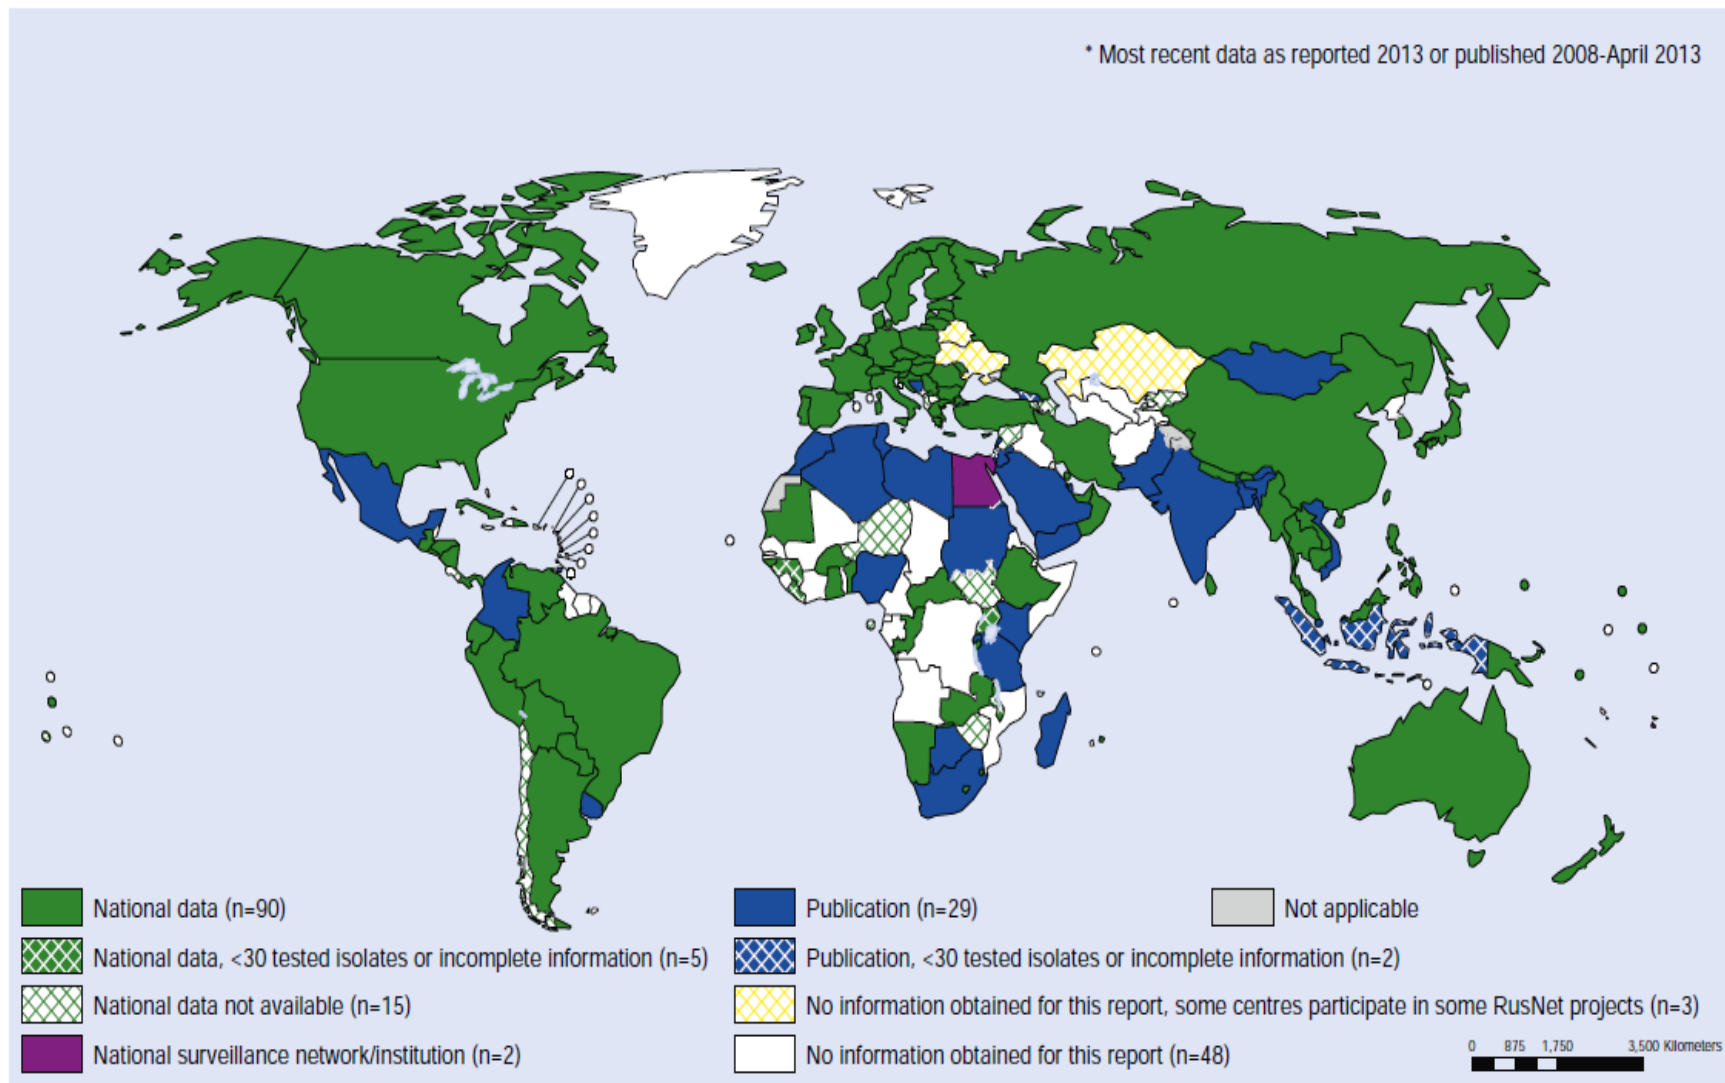 * Most recent data as reported 2013 or published 2008-April 2013
National data (n=90)
Publication (n=29)
Not applicable
National data, <30 tested isolates or incomplete information (n=5)
Publication, <30 tested isolates or incomplete information (n=2)
National data not available (n=15)
No information obtained for this report, some centres participate in some RusNet projects (n=3)
National surveillance network/institution (n=2)
No information obtained for this report (n=48)
0 875 1,750 3,500 Kilometers